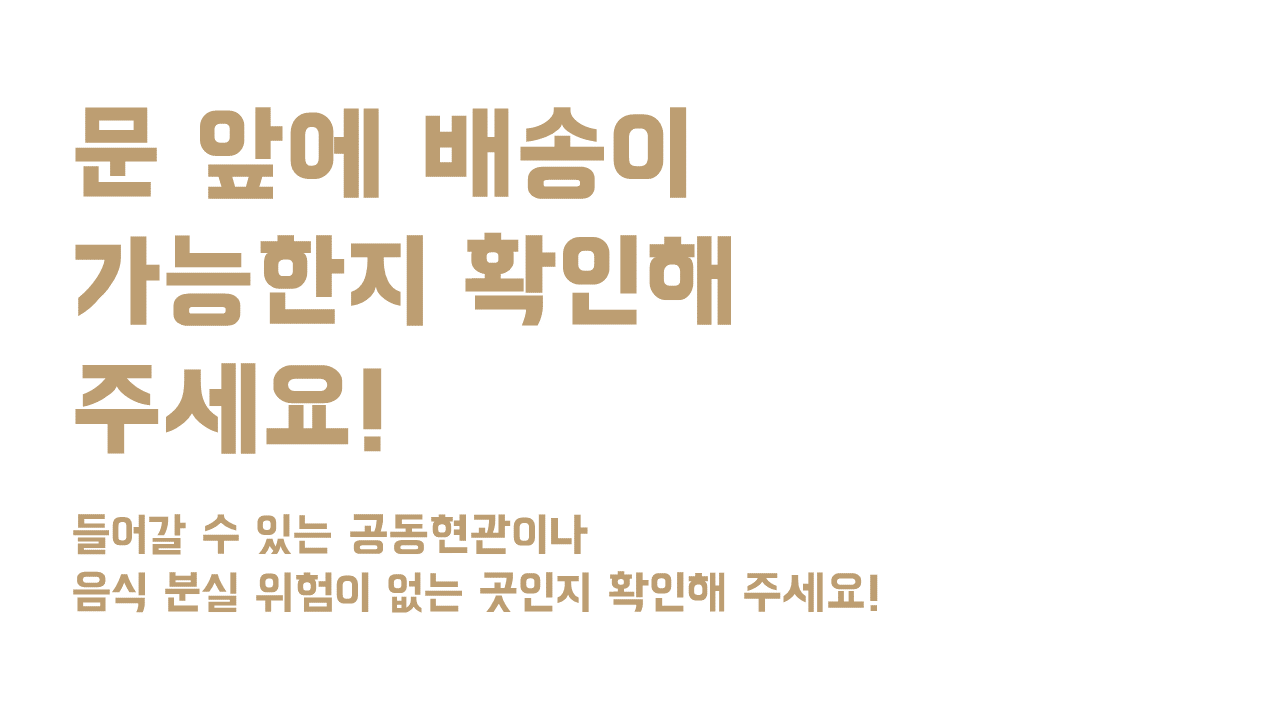 문 앞에 배송이
가능한지 확인해
주세요!
들어갈 수 있는 공동현관이나
음식 분실 위험이 없는 곳인지 확인해 주세요!